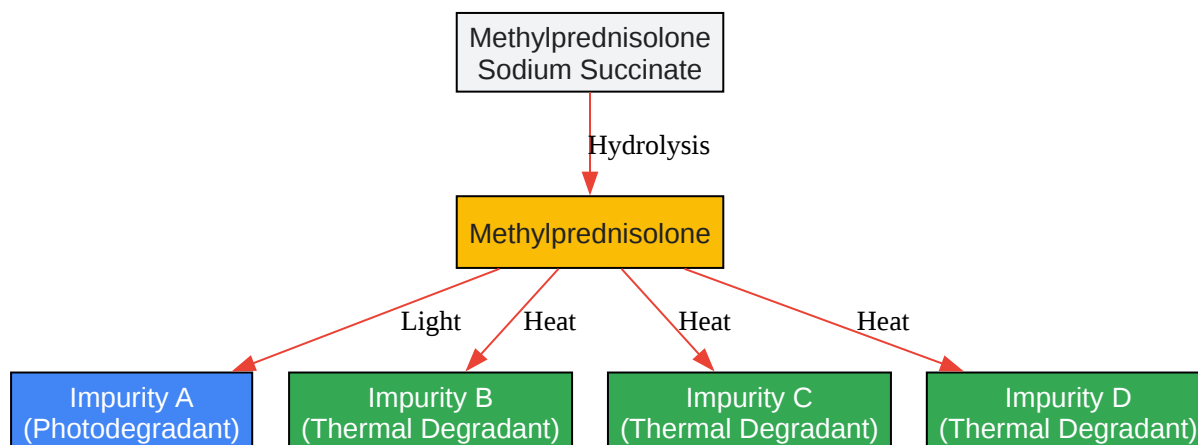 Methylprednisolone
Sodium Succinate
Hydrolysis
Methylprednisolone
Light
Heat
Heat
Heat
Impurity A
(Photodegradant)
Impurity B
(Thermal Degradant)
Impurity C
(Thermal Degradant)
Impurity D
(Thermal Degradant)